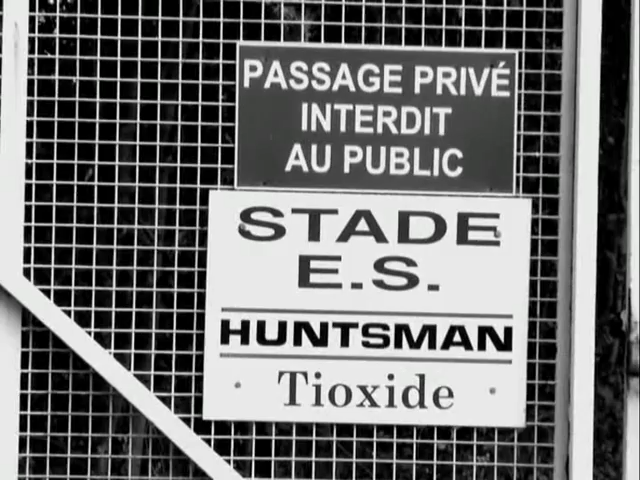 PASSAGE PRIVÉ
INTERDIT
AU PUBLIC
STADE
E.S.
HUNTSMAN
Tioxide